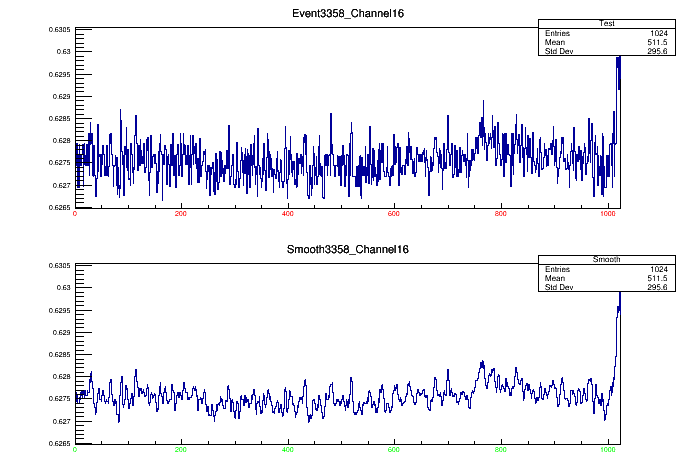 Event3358_Channel16
Test
Entries 1024
Mean 511.5
Std Dev 295.6
0.6305
0.63
0.6295
0.629
0.6285
0.628
0.6275
0.627
0.6265
0 200 400 600 800 1000
Smooth3358_Channel16
Smooth
Entries 1024
Mean 511.5
Std Dev 295.6
0.6305
0.63
0.6295
0.629
0.6285
0.628
0.6275
0.627
0.6265
0 200 400 600 800 1000